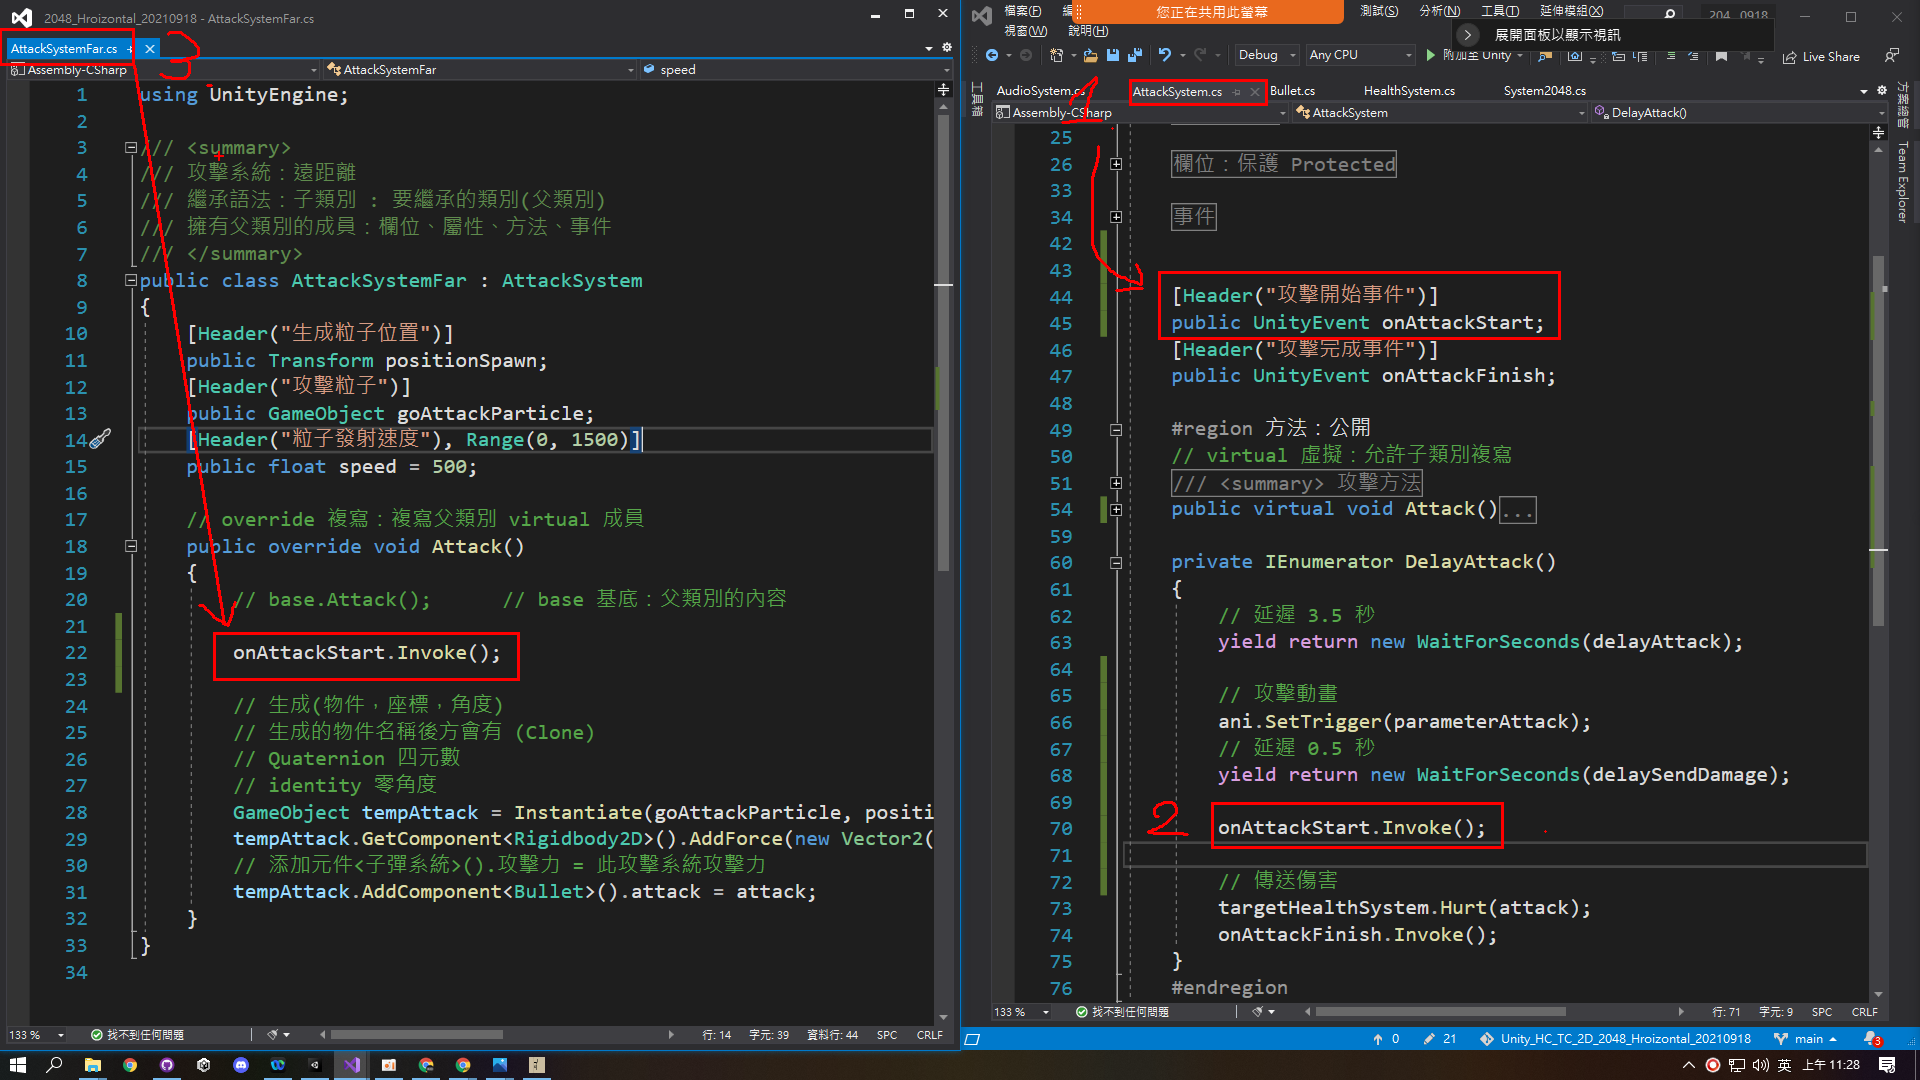 2048_Hroizontal_20210918 - AttackSystemFar.cs
AttackSystemFar.cs
3
Assembly-CSharp
AttackSystemFar
speed
1 using UnityEngine;
2
3 /// <summary>
4 /// 攻擊系統：遠距離
5 /// 繼承語法：子類別 : 要繼承的類別(父類別)
6 /// 擁有父類別的成員：欄位、屬性、方法、事件
7 /// </summary>
8 public class AttackSystemFar : AttackSystem
9 {
10 [Header("生成粒子位置")]
11 public Transform positionSpawn;
12 [Header("攻擊粒子")]
13 public GameObject goAttackParticle;
14 [Header("粒子發射速度"), Range(0, 1500)]
15 public float speed = 500;
16
17 // override 複寫：複寫父類別 virtual 成員
18 public override void Attack()
19 {
20 // base.Attack(); // base 基底：父類別的內容
21
22 onAttackStart.Invoke();
23
24 // 生成(物件，座標，角度)
25 // 生成的物件名稱後方會有 (Clone)
26 // Quaternion 四元數
27 // identity 零角度
28 GameObject tempAttack = Instantiate(goAttackParticle, positi
29 tempAttack.GetComponent<Rigidbody2D>().AddForce(new Vector2(
30 // 添加元件<子彈系統>().攻擊力 = 此攻擊系統攻擊力
31 tempAttack.AddComponent<Bullet>().attack = attack;
32 }
33 }
34
133 %
找不到任何問題
行: 14 字元: 39 資料行: 44 SPC CRLF
檔案(F)
您正在共用此螢幕
測試(S) 分析(N) 工具(T) 延伸模組(X)
視窗(W) 說明(H)
展開面板以顯示視訊
Debug Any CPU 附加至 Unity Live Share
工具箱
AudioSystem.cs AttackSystem.cs Bullet.cs HealthSystem.cs System2048.cs
1
Assembly-CSharp
AttackSystem
DelayAttack()
方案總管
Team Explorer
25
26 欄位：保護 Protected
33
34 事件
42
43
44 [Header("攻擊開始事件")]
45 public UnityEvent onAttackStart;
46 [Header("攻擊完成事件")]
47 public UnityEvent onAttackFinish;
48
49 #region 方法：公開
50 // virtual 虛擬：允許子類別複寫
51 /// <summary> 攻擊方法
54 public virtual void Attack()...
59
60 private IEnumerator DelayAttack()
61 {
62 // 延遲 3.5 秒
63 yield return new WaitForSeconds(delayAttack);
64
65 // 攻擊動畫
66 ani.SetTrigger(parameterAttack);
67 // 延遲 0.5 秒
68 yield return new WaitForSeconds(delaySendDamage);
69
2
70 onAttackStart.Invoke();
71
72 // 傳送傷害
73 targetHealthSystem.Hurt(attack);
74 onAttackFinish.Invoke();
75 }
76 #endregion
133 %
找不到任何問題
行: 71 字元: 9 SPC CRLF
0 21 Unity_HC_TC_2D_2048_Hroizontal_20210918 main 3
英 上午 11:28